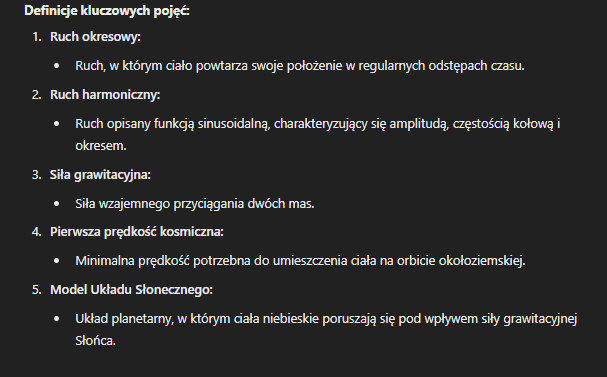 Definicje kluczowych pojęć:
1. Ruch okresowy:
• Ruch, w którym ciało powtarza swoje położenie w regularnych odstępach czasu.
2. Ruch harmoniczny:
• Ruch opisany funkcją sinusoidalną, charakteryzujący się amplitudą, częstością kołową i
okresem.
3. Siła grawitacyjna:
• Siła wzajemnego przyciągania dwóch mas.
4. Pierwsza prędkość kosmiczna:
• Minimalna prędkość potrzebna do umieszczenia ciała na orbicie okołoziemskiej.
5. Model Układu Słonecznego:
• Układ planetarny, w którym ciała niebieskie poruszają się pod wpływem siły grawitacyjnej
Słońca.